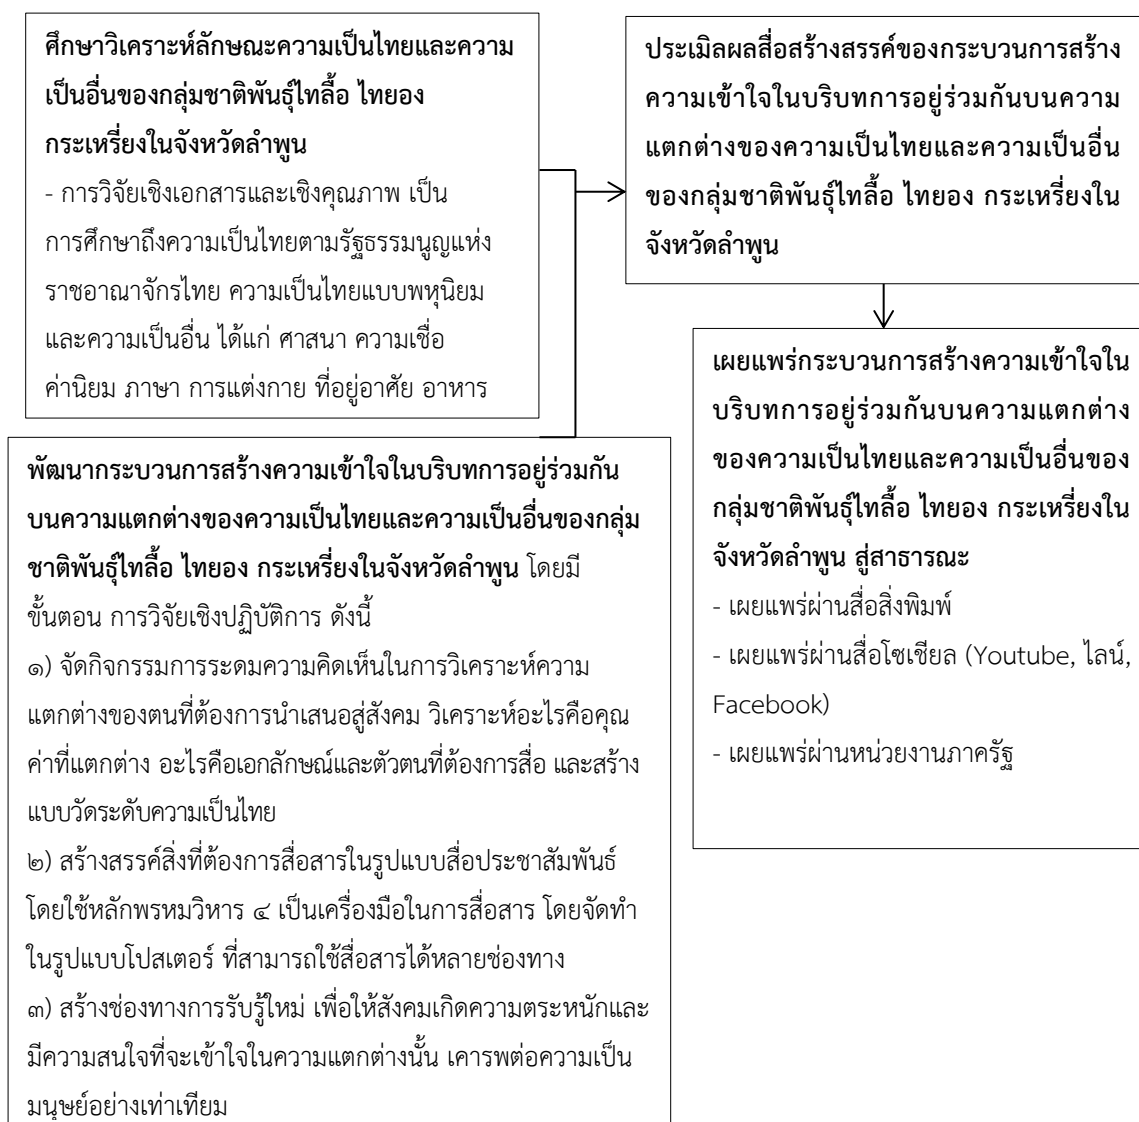 ศึกษาวิเคราะห์ลักษณะความเป็นไทยและความ
เป็นอื่นของกลุ่มชาติพันธุ์ไทลื้อ ไทยอง
กระเหรี่ยงในจังหวัดลำพูน
- การวิจัยเชิงเอกสารและเชิงคุณภาพ เป็น
การศึกษาถึงความเป็นไทยตามรัฐธรรมนูญแห่ง
ราชอาณาจักรไทย ความเป็นไทยแบบพหุนิยม
และความเป็นอื่น ได้แก่ ศาสนา ความเชื่อ
ค่านิยม ภาษา การแต่งกาย ที่อยู่อาศัย อาหาร
พัฒนากระบวนการสร้างความเข้าใจในบริบทการอยู่ร่วมกัน
บนความแตกต่างของความเป็นไทยและความเป็นอื่นของกลุ่ม
ชาติพันธุ์ไทลื้อ ไทยอง กระเหรี่ยงในจังหวัดลำพูน โดยมี
ขั้นตอน การวิจัยเชิงปฏิบัติการ ดังนี้
๑) จัดกิจกรรมการระดมความคิดเห็นในการวิเคราะห์ความ
แตกต่างของตนที่ต้องการนำเสนอสู่สังคม วิเคราะห์อะไรคือคุณ
ค่าที่แตกต่าง อะไรคือเอกลักษณ์และตัวตนที่ต้องการสื่อ และสร้าง
แบบวัดระดับความเป็นไทย
๒) สร้างสรรค์สิ่งที่ต้องการสื่อสารในรูปแบบสื่อประชาสัมพันธ์
โดยใช้หลักพรหมวิหาร ๔ เป็นเครื่องมือในการสื่อสาร โดยจัดทำ
ในรูปแบบโปสเตอร์ ที่สามารถใช้สื่อสารได้หลายช่องทาง
๓) สร้างช่องทางการรับรู้ใหม่ เพื่อให้สังคมเกิดความตระหนักและ
มีความสนใจที่จะเข้าใจในความแตกต่างนั้น เคารพต่อความเป็น
มนุษย์อย่างเท่าเทียม
ประเมิลผลสื่อสร้างสรรค์ของกระบวนการสร้าง
ความเข้าใจในบริบทการอยู่ร่วมกันบนความ
แตกต่างของความเป็นไทยและความเป็นอื่น
ของกลุ่มชาติพันธุ์ไทลื้อ ไทยอง กระเหรี่ยงใน
จังหวัดลำพูน
เผยแพร่กระบวนการสร้างความเข้าใจใน
บริบทการอยู่ร่วมกันบนความแตกต่าง
ของความเป็นไทยและความเป็นอื่นของ
กลุ่มชาติพันธุ์ไทลื้อ ไทยอง กระเหรี่ยงใน
จังหวัดลำพูน สู่สาธารณะ
- เผยแพร่ผ่านสื่อสิ่งพิมพ์
- เผยแพร่ผ่านสื่อโซเชียล (Youtube, ไลน์,
Facebook)
- เผยแพร่ผ่านหน่วยงานภาครัฐ